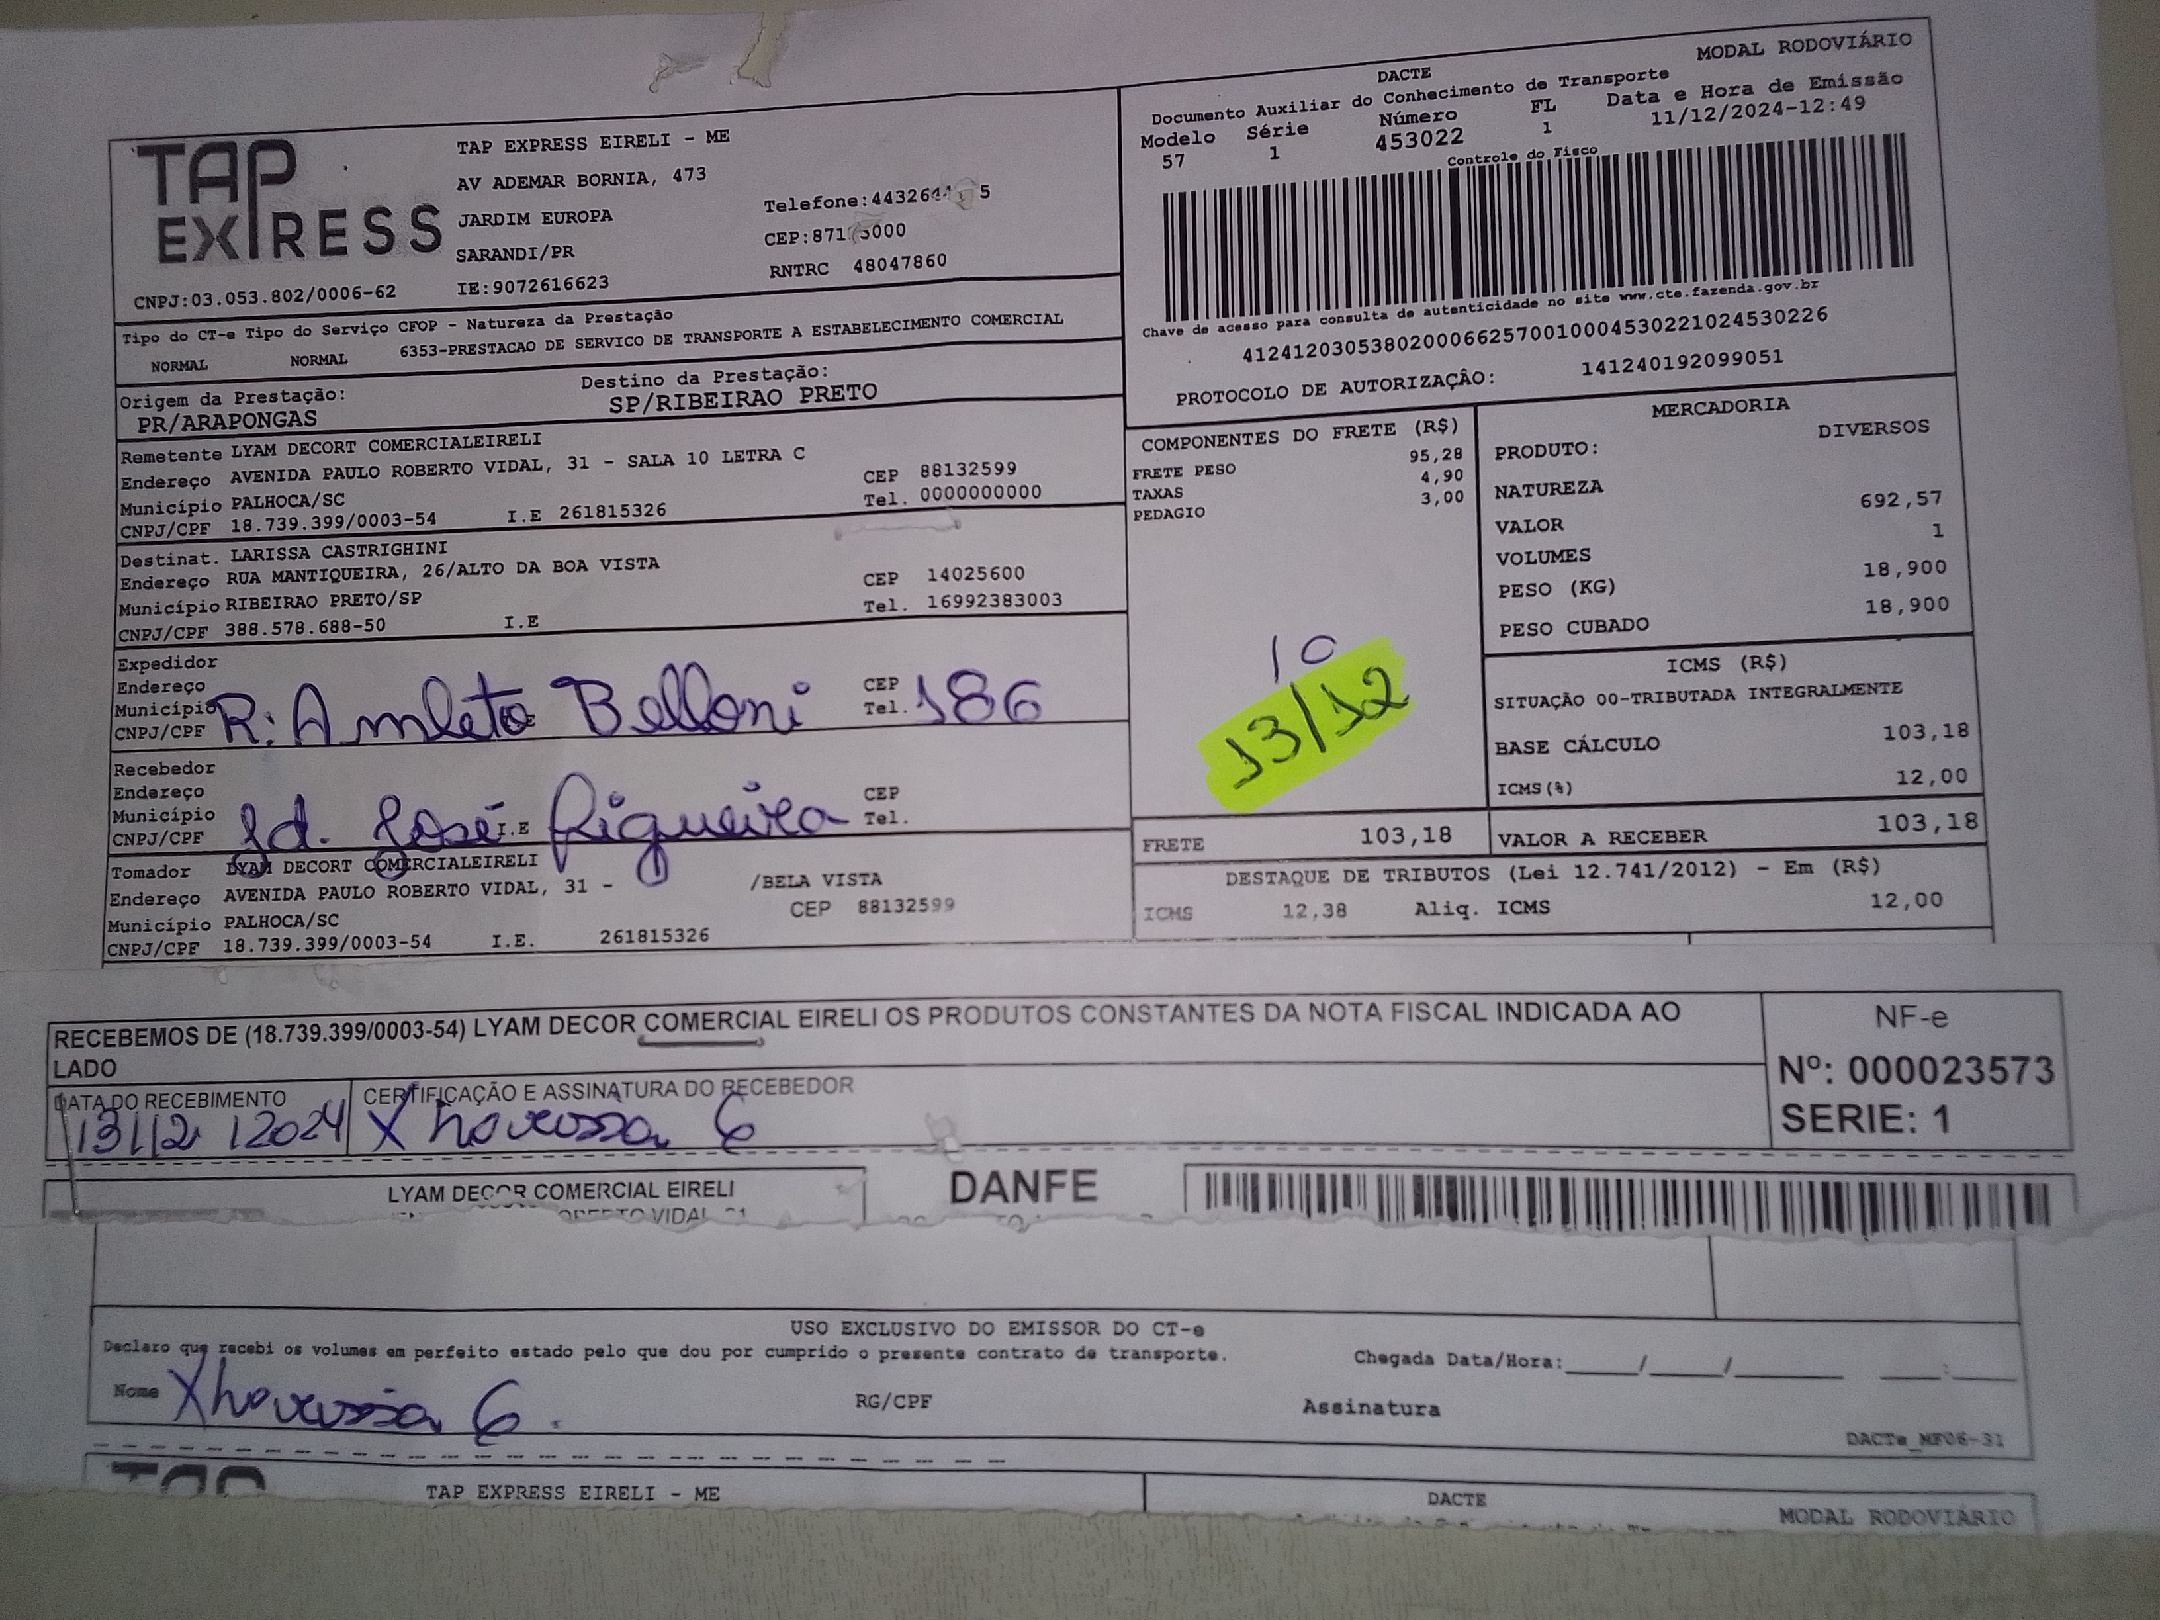 TAP EXPRESS
TAP EXPRESS EIRELI - ME
AV ADEMAR BORNIA, 473
JARDIM EUROPA
SARANDI/PR
IE:9072616623
CNPJ:03.053.802/0006-62
CEP:871 5000
RNTRC 48047860
DACTE MODAL RODOVIÁRIO
Documento Auxiliar do Conhecimento de Transporte
Modelo Série Número FL Data e Hora de Emissão
57 1 453022 1 11/12/2024-12:49
Controle do Fisco
Chave de acesso para consulta de autenticidade no site www.cte.fazenda.gov.br
41241203053802000662570010004530221024530226
PROTOCOLO DE AUTORIZAÇÃO: 141240192099051
Tipo do CT-e Tipo do Serviço CFOP - Natureza da Prestação
NORMAL NORMAL 6353-PRESTACAO DE SERVICO DE TRANSPORTE A ESTABELECIMENTO COMERCIAL
Origem da Prestação: Destino da Prestação:
PR/ARAPONGAS SP/RIBEIRAO PRETO
Remetente LYAM DECORT COMERCIALEIRELI
Endereço AVENIDA PAULO ROBERTO VIDAL, 31 - SALA 10 LETRA C CEP 88132599
Município PALHOCA/SC Tel. 0000000000
CNPJ/CPF 18.739.399/0003-54 I.E 261815326
Destinat. LARISSA CASTRIGHINI
Endereço RUA MANTIQUEIRA, 26/ALTO DA BOA VISTA CEP 14025600
Município RIBEIRAO PRETO/SP Tel. 16992383003
CNPJ/CPF 388.578.688-50 I.E
Expedidor
Endereço CEP
Município Tel.
CNPJ/CPF
R: Amleto Belloni 186
Recebedor
Endereço CEP
Município Tel.
CNPJ/CPF I.E
Jd. José Figueira
Tomador LYAM DECORT COMERCIALEIRELI
Endereço AVENIDA PAULO ROBERTO VIDAL, 31 - /BELA VISTA
Município PALHOCA/SC CEP 88132599
CNPJ/CPF 18.739.399/0003-54 I.E. 261815326
COMPONENTES DO FRETE (R$)
FRETE PESO 95,28
TAXAS 4,90
PEDAGIO 3,00
10
13/12
FRETE 103,18
MERCADORIA
PRODUTO: DIVERSOS
NATUREZA
VALOR 692,57
VOLUMES 1
PESO (KG) 18,900
PESO CUBADO 18,900
ICMS (R$)
SITUAÇÃO 00-TRIBUTADA INTEGRALMENTE
BASE CÁLCULO 103,18
ICMS(%) 12,00
VALOR A RECEBER 103,18
DESTAQUE DE TRIBUTOS (Lei 12.741/2012) - Em (R$)
ICMS 12,38 Aliq. ICMS 12,00
RECEBEMOS DE (18.739.399/0003-54) LYAM DECOR COMERCIAL EIRELI OS PRODUTOS CONSTANTES DA NOTA FISCAL INDICADA AO
LADO
NF-e
Nº: 000023573
SERIE: 1
DATA DO RECEBIMENTO CERTIFICAÇÃO E ASSINATURA DO RECEBEDOR
13/12/2024
LYAM DECOR COMERCIAL EIRELI DANFE
USO EXCLUSIVO DO EMISSOR DO CT-e
Declaro que recebi os volumes em perfeito estado pelo que dou por cumprido o presente contrato de transporte. Chegada Data/Hora:____/____/______ ____:____
Nome RG/CPF Assinatura
DACTe_MF06-31
TAP EXPRESS EIRELI - ME DACTE MODAL RODOVIÁRIO